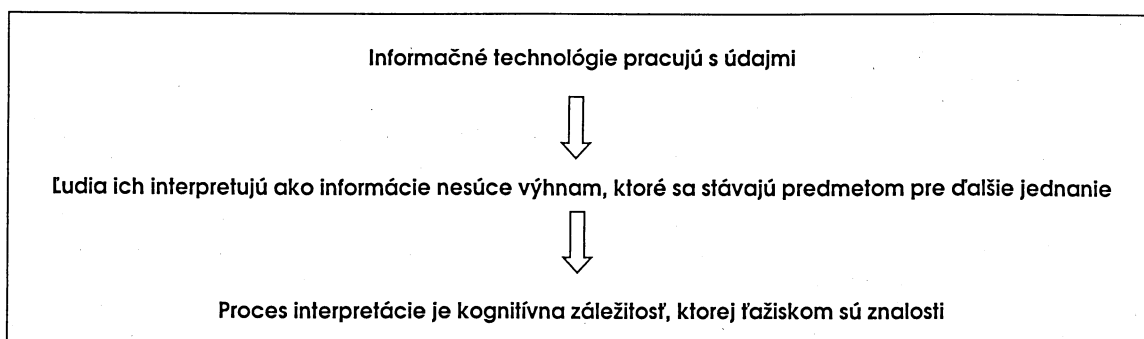 Informačné technológie pracujú s údajmi
Ľudia ich interpretujú ako informácie nesúce výhnam, ktoré sa stávajú predmetom pre ďalšie jednanie
Proces interpretácie je kognitívna záležitosť, ktorej ťažiskom sú znalosti